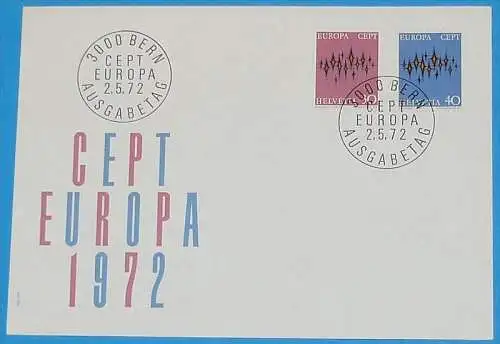 3000 BERN
CEPT
EUROPA
2.5.72
AUSGABETAG
EUROPA CEPT
HELVETIA 30
EUROPA CEPT
HELVETIA 40
3000 BERN
CEPT
EUROPA
2.5.72
AUSGABETAG
CEPT
EUROPA
1972